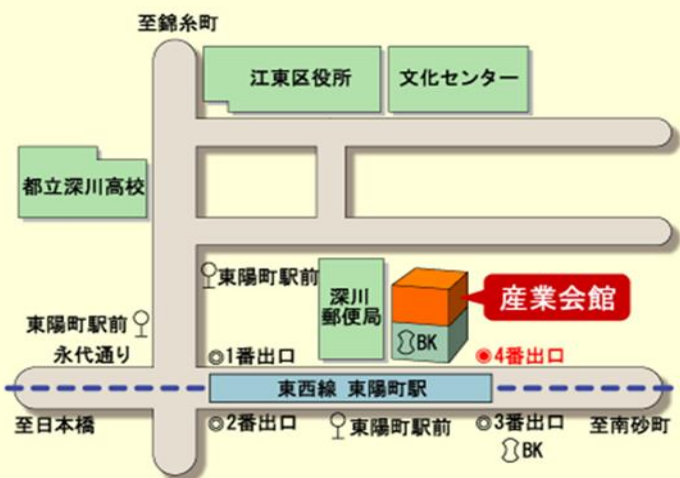 至錦糸町
江東区役所
文化センター
都立深川高校
東陽町駅前
深川
郵便局
産業会館
東陽町駅前
BK
永代通り
1番出口
4番出口
東西線 東陽町駅
至日本橋
2番出口
東陽町駅前
3番出口
至南砂町
BK